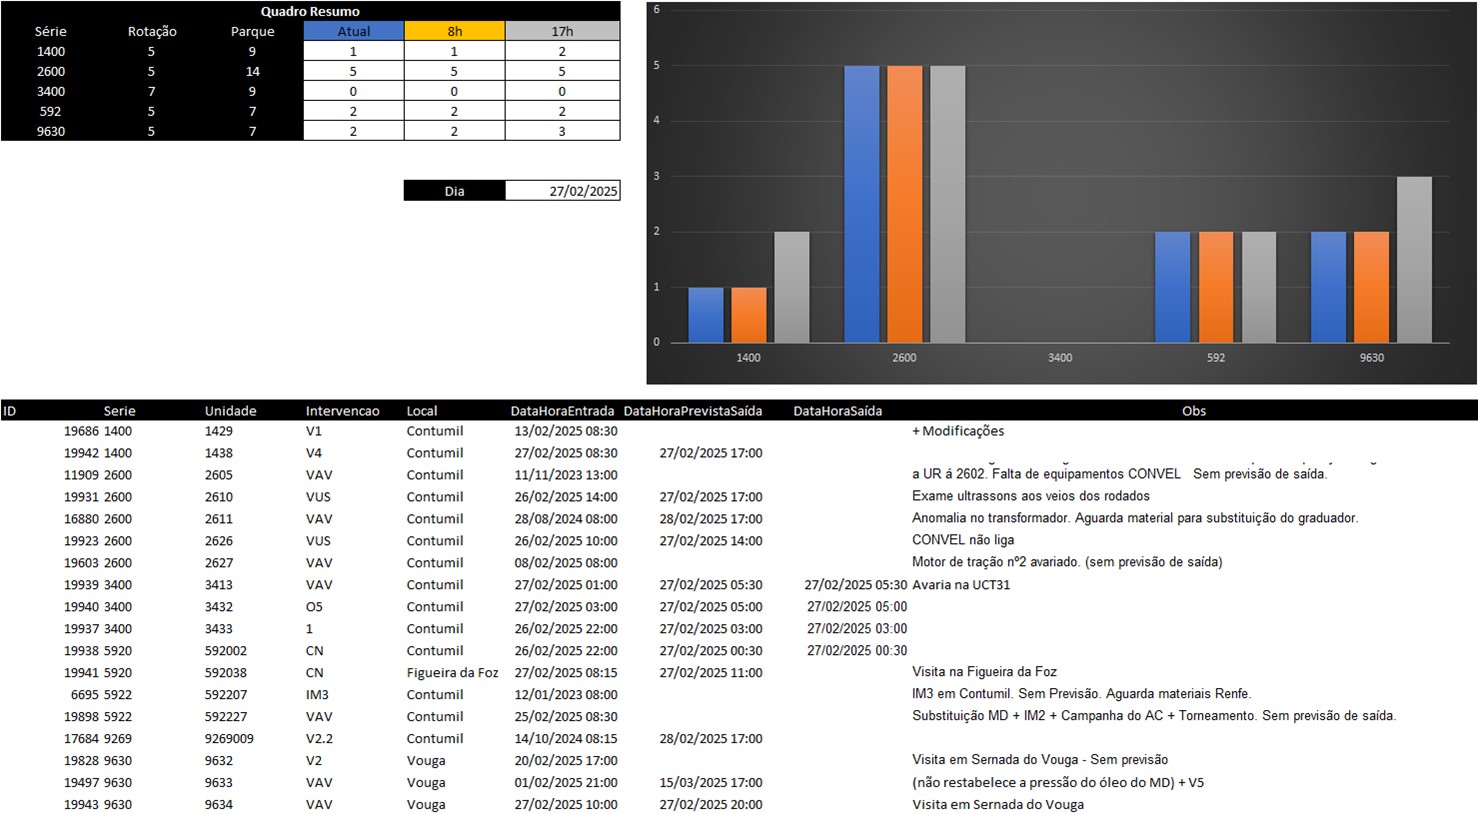 Quadro Resumo
Série Rotação Parque Atual 8h 17h
1400 5 9 1 1 2
2600 5 14 5 5 5
3400 7 9 0 0 0
592 5 7 2 2 2
9630 5 7 2 2 3
Dia 27/02/2025
6
5
4
3
2
1
0
1400 2600 3400 592 9630
ID Serie Unidade Intervencao Local DataHoraEntrada DataHoraPrevistaSaída DataHoraSaída Obs
19686 1400 1429 V1 Contumil 13/02/2025 08:30 + Modificações
19942 1400 1438 V4 Contumil 27/02/2025 08:30 27/02/2025 17:00
11909 2600 2605 VAV Contumil 11/11/2023 13:00 a UR á 2602. Falta de equipamentos CONVEL Sem previsão de saída.
19931 2600 2610 VUS Contumil 26/02/2025 14:00 27/02/2025 17:00 Exame ultrassons aos veios dos rodados
16880 2600 2611 VAV Contumil 28/08/2024 08:00 28/02/2025 17:00 Anomalia no transformador. Aguarda material para substituição do graduador.
19923 2600 2626 VUS Contumil 26/02/2025 10:00 27/02/2025 14:00 CONVEL não liga
19603 2600 2627 VAV Contumil 08/02/2025 08:00 Motor de tração nº2 avariado. (sem previsão de saída)
19939 3400 3413 VAV Contumil 27/02/2025 01:00 27/02/2025 05:30 27/02/2025 05:30 Avaria na UCT31
19940 3400 3432 O5 Contumil 27/02/2025 03:00 27/02/2025 05:00 27/02/2025 05:00
19937 3400 3433 1 Contumil 26/02/2025 22:00 27/02/2025 03:00 27/02/2025 03:00
19938 5920 592002 CN Contumil 26/02/2025 22:00 27/02/2025 00:30 27/02/2025 00:30
19941 5920 592038 CN Figueira da Foz 27/02/2025 08:15 27/02/2025 11:00 Visita na Figueira da Foz
6695 5922 592207 IM3 Contumil 12/01/2023 08:00 IM3 em Contumil. Sem Previsão. Aguarda materiais Renfe.
19898 5922 592227 VAV Contumil 25/02/2025 08:30 Substituição MD + IM2 + Campanha do AC + Torneamento. Sem previsão de saída.
17684 9269 9269009 V2.2 Contumil 14/10/2024 08:15 28/02/2025 17:00
19828 9630 9632 V2 Vouga 20/02/2025 17:00 Visita em Sernada do Vouga - Sem previsão
19497 9630 9633 VAV Vouga 01/02/2025 21:00 15/03/2025 17:00 (não restabelece a pressão do óleo do MD) + V5
19943 9630 9634 VAV Vouga 27/02/2025 10:00 27/02/2025 20:00 Visita em Sernada do Vouga